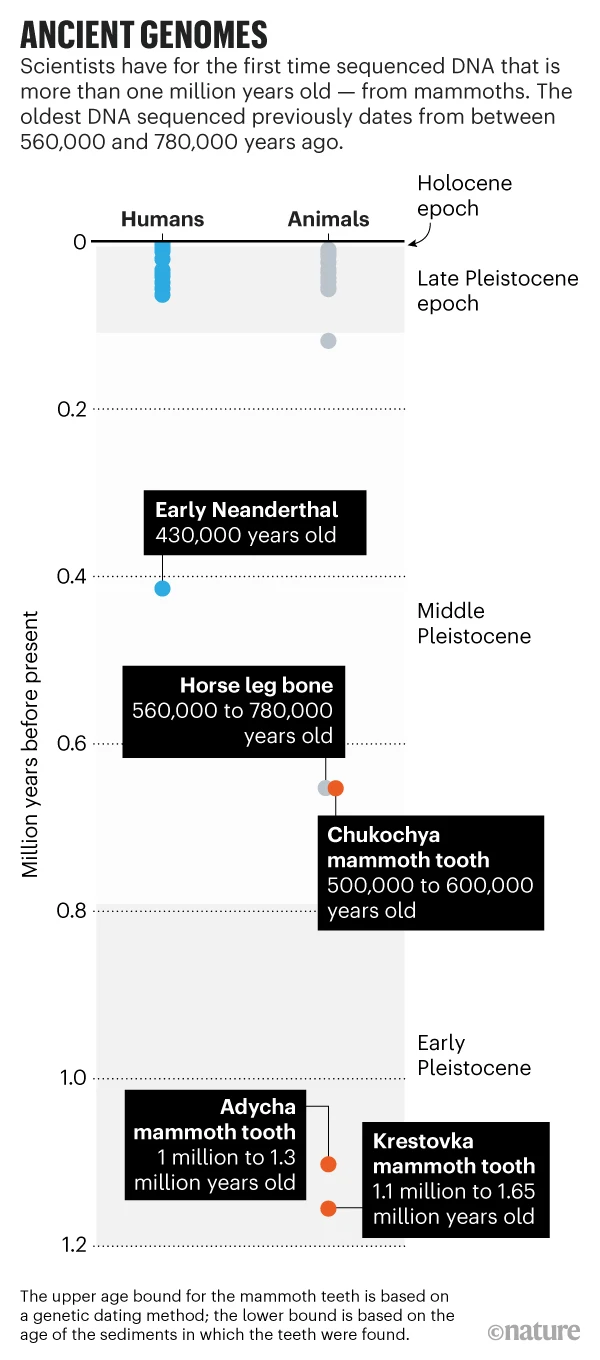 ANCIENT GENOMES
Scientists have for the first time sequenced DNA that is
more than one million years old — from mammoths. The
oldest DNA sequenced previously dates from between
560,000 and 780,000 years ago.
Holocene
epoch
Humans
Animals
0
Late Pleistocene
epoch
0.2
Early Neanderthal
430,000 years old
0.4
Middle
Pleistocene
Million years before present
Horse leg bone
560,000 to 780,000
years old
0.6
Chukochya
mammoth tooth
500,000 to 600,000
years old
0.8
Early
Pleistocene
1.0
Adycha
mammoth tooth
1 million to 1.3
million years old
Krestovka
mammoth tooth
1.1 million to 1.65
million years old
1.2
The upper age bound for the mammoth teeth is based on
a genetic dating method; the lower bound is based on the
age of the sediments in which the teeth were found.
©nature